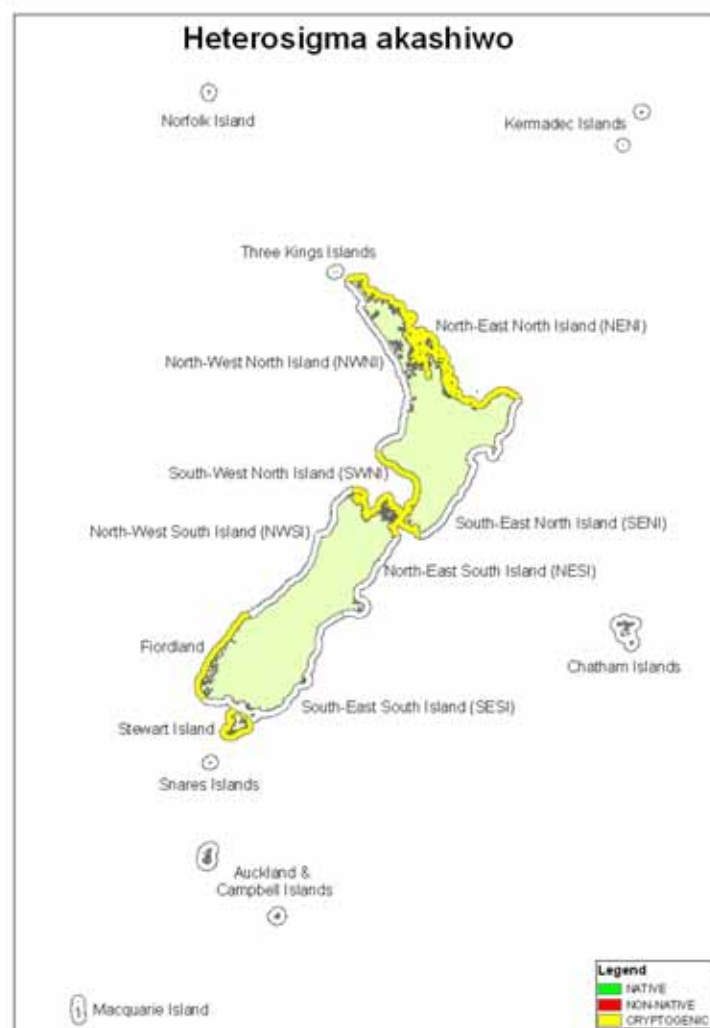 Heterosigma akashiwo
Norfolk Island
Kermadec Islands
Three Kings Islands
North-East North Island (NENI)
North-West North Island (NWNI)
South-West North Island (SWNI)
North-West South Island (NWSI)
South-East North Island (SENI)
North-East South Island (NESI)
Fiordland
Chatham Islands
South-East South Island (SESI)
Stewart Island
Snares Islands
Auckland &
Campbell Islands
Macquarie Island
Legend
NATIVE
NON-NATIVE
CRYPTOGENIC